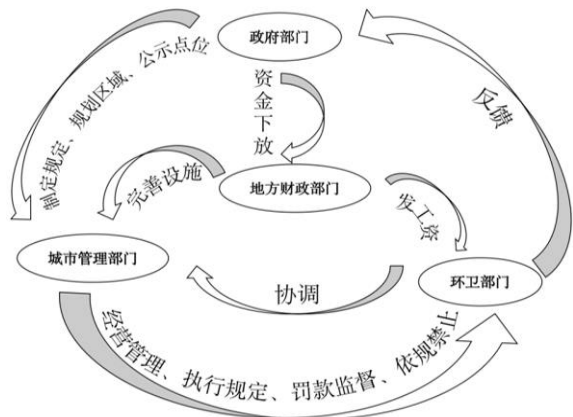 政府部门
制定规定、规划区域、公示点位
资金下放
反馈
完善设施
地方财政部门
发工资
城市管理部门
协调
环卫部门
经营管理、执行规定、罚款监督、依规禁止